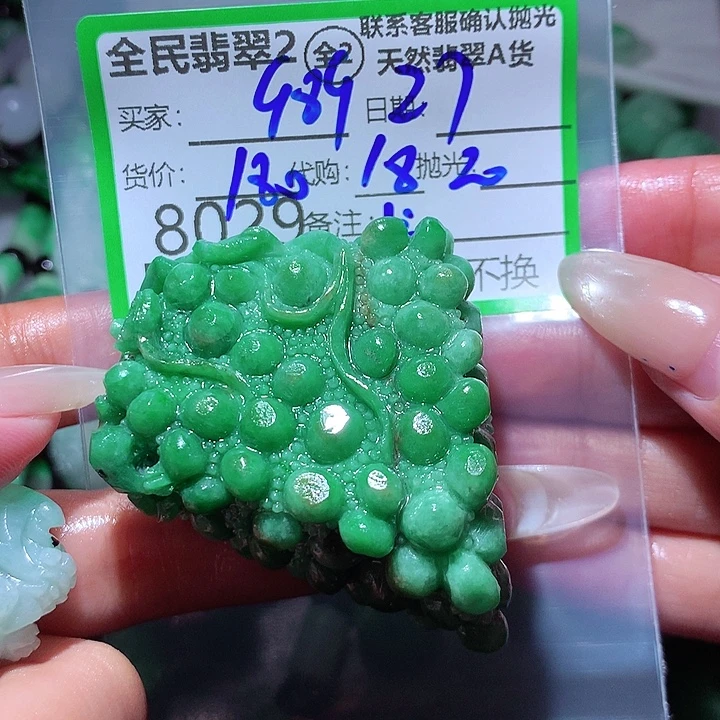 全民翡翠2 全2 联系客服确认抛光
天然翡翠A货
买家: 989 日期: 27
货价: 180 代购: 18 抛光: 20
8029 备注:
不换